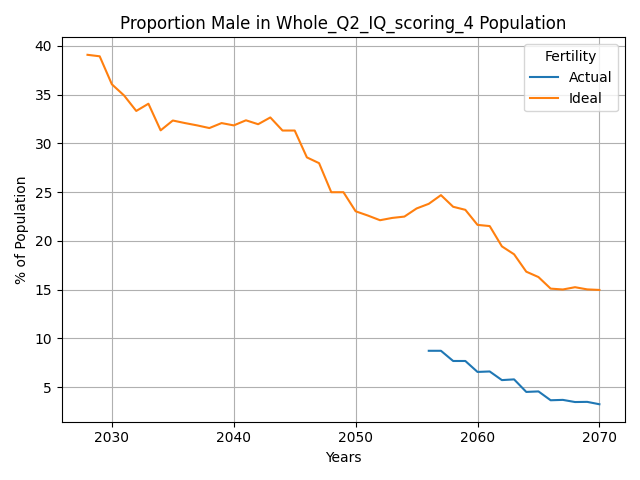 Proportion Male in Whole_Q2_IQ_scoring_4 Population
Fertility
Actual
Ideal
% of Population
40
35
30
25
20
15
10
5
2030
2040
2050
2060
2070
Years